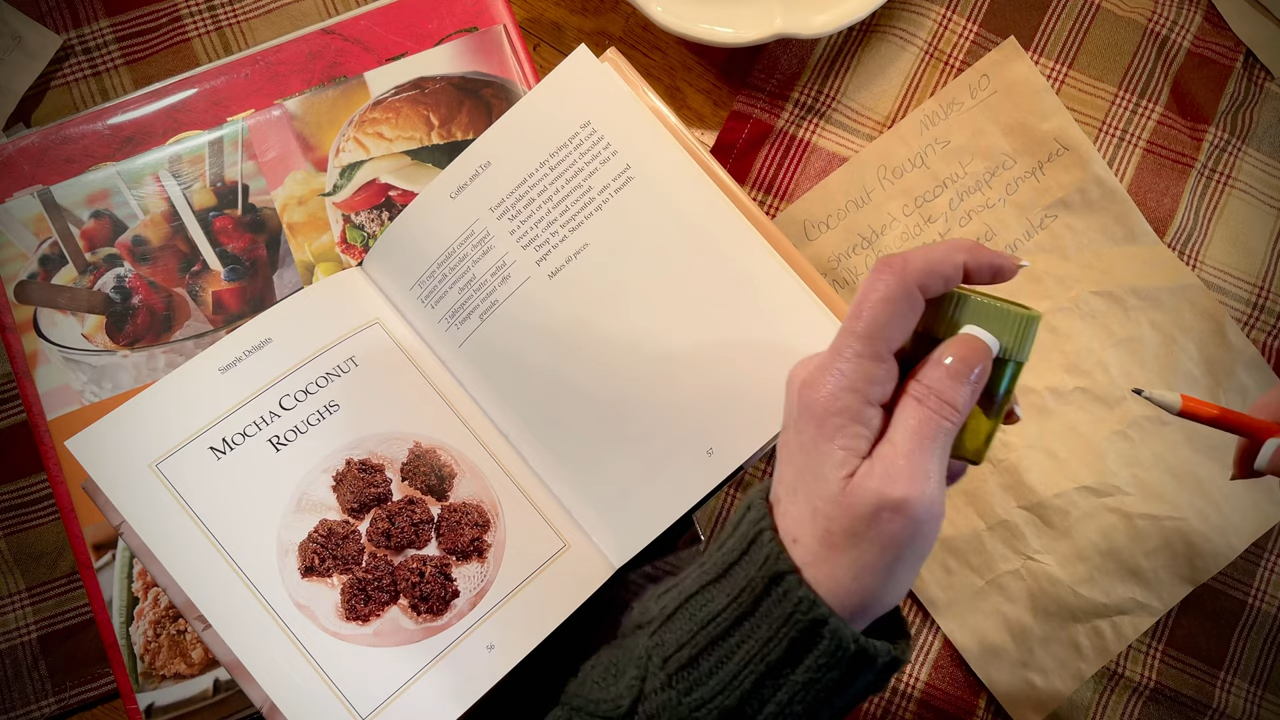 Simple Delights
MOCHA COCONUT
ROUGHS
56
Coffee and Tea
1⅓ cups shredded coconut
4 ounces milk chocolate, chopped
4 ounces semisweet chocolate,
chopped
2 tablespoons butter, melted
2 teaspoons instant coffee
granules
Toast coconut in a dry frying pan. Stir
until golden brown. Remove and cool.
Melt milk and semisweet chocolate
in a bowl or top of a double boiler set
over a pan of simmering water. Stir in
butter, coffee and coconut.
Drop by teaspoonfuls onto waxed
paper to set. Store for up to 1 month.
Makes 60 pieces.
57
Makes 60
Coconut Roughs
shredded coconut
milk chocolate, chopped
choc, chopped